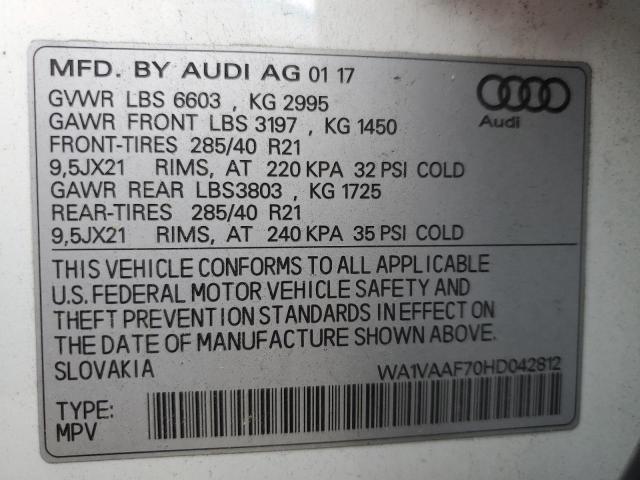 MFD. BY AUDI AG 01 17
GVWR LBS 6603 , KG 2995
GAWR FRONT LBS 3197 , KG 1450
FRONT-TIRES 285/40 R21
9,5JX21 RIMS, AT 220 KPA 32 PSI COLD
GAWR REAR LBS3803 , KG 1725
REAR-TIRES 285/40 R21
9,5JX21 RIMS, AT 240 KPA 35 PSI COLD
Audi
THIS VEHICLE CONFORMS TO ALL APPLICABLE
U.S. FEDERAL MOTOR VEHICLE SAFETY AND
THEFT PREVENTION STANDARDS IN EFFECT ON
THE DATE OF MANUFACTURE SHOWN ABOVE.
SLOVAKIA WA1VAAF70HD042812
TYPE:
MPV